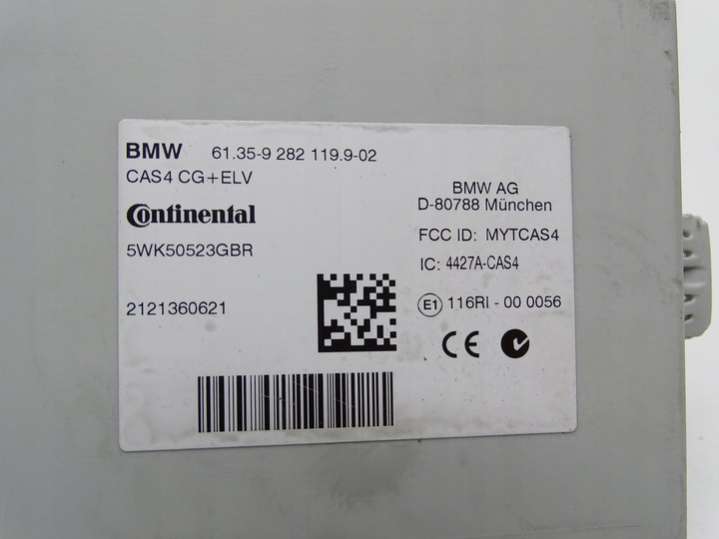 BMW 61.35-9 282 119.9-02
CAS4 CG+ELV
Continental
5WK50523GBR
2121360621
BMW AG
D-80788 München
FCC ID: MYTCAS4
IC: 4427A-CAS4
E1 116RI - 00 0056
CE